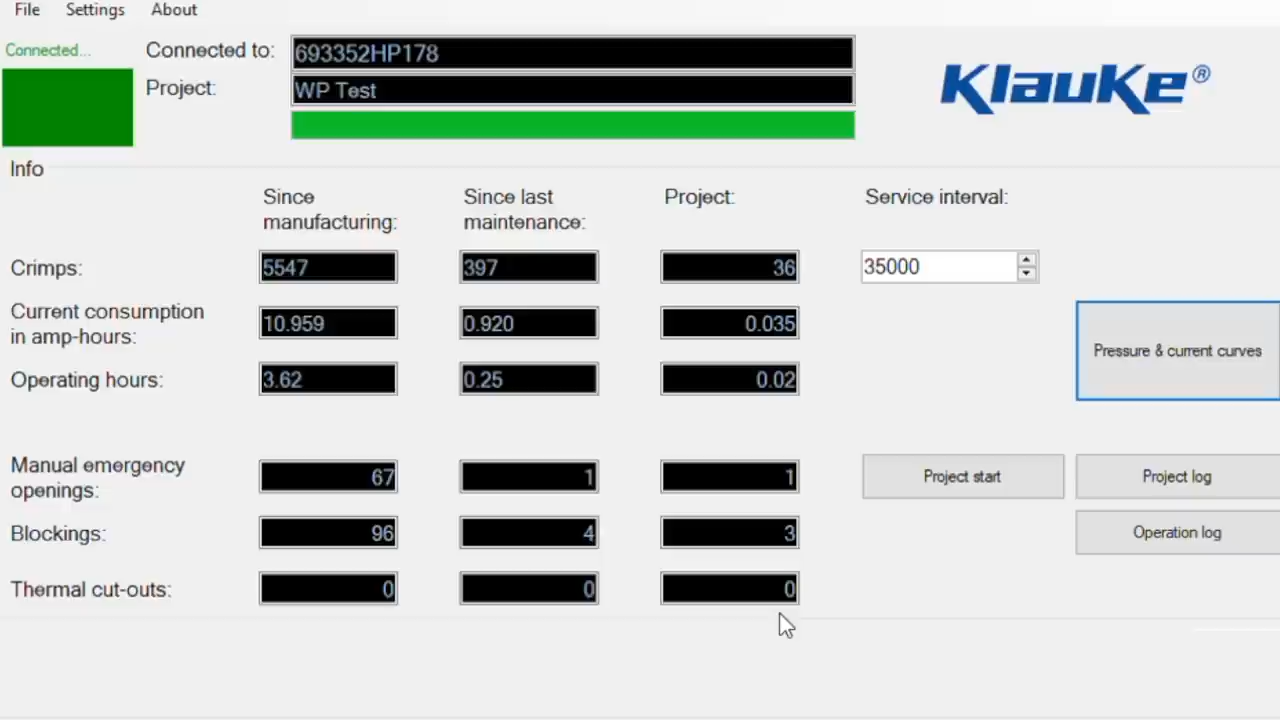 File Settings About
Connected...
Connected to: 693352HP178
Project: WP Test
Klauke®
Info
Since manufacturing: Since last maintenance: Project: Service interval:
Crimps: 5547 397 36 35000
Current consumption in amp-hours: 10.959 0.920 0.035
Pressure & current curves
Operating hours: 3.62 0.25 0.02
Manual emergency openings: 67 1 1
Project start Project log
Blockings: 96 4 3
Operation log
Thermal cut-outs: 0 0 0